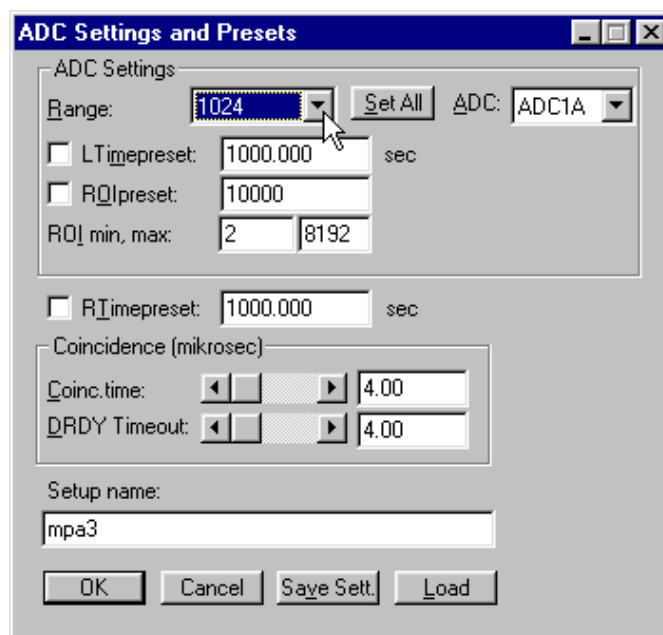 ADC Settings and Presets
ADC Settings
Range: 1024 Set All ADC: ADC1A
LTimepreset: 1000.000 sec
ROIpreset: 10000
ROI min, max: 2 8192
RTimepreset: 1000.000 sec
Coincidence (mikrosec)
Coinc.time: 4.00
DRDY Timeout: 4.00
Setup name:
mpa3
OK Cancel Save Sett. Load